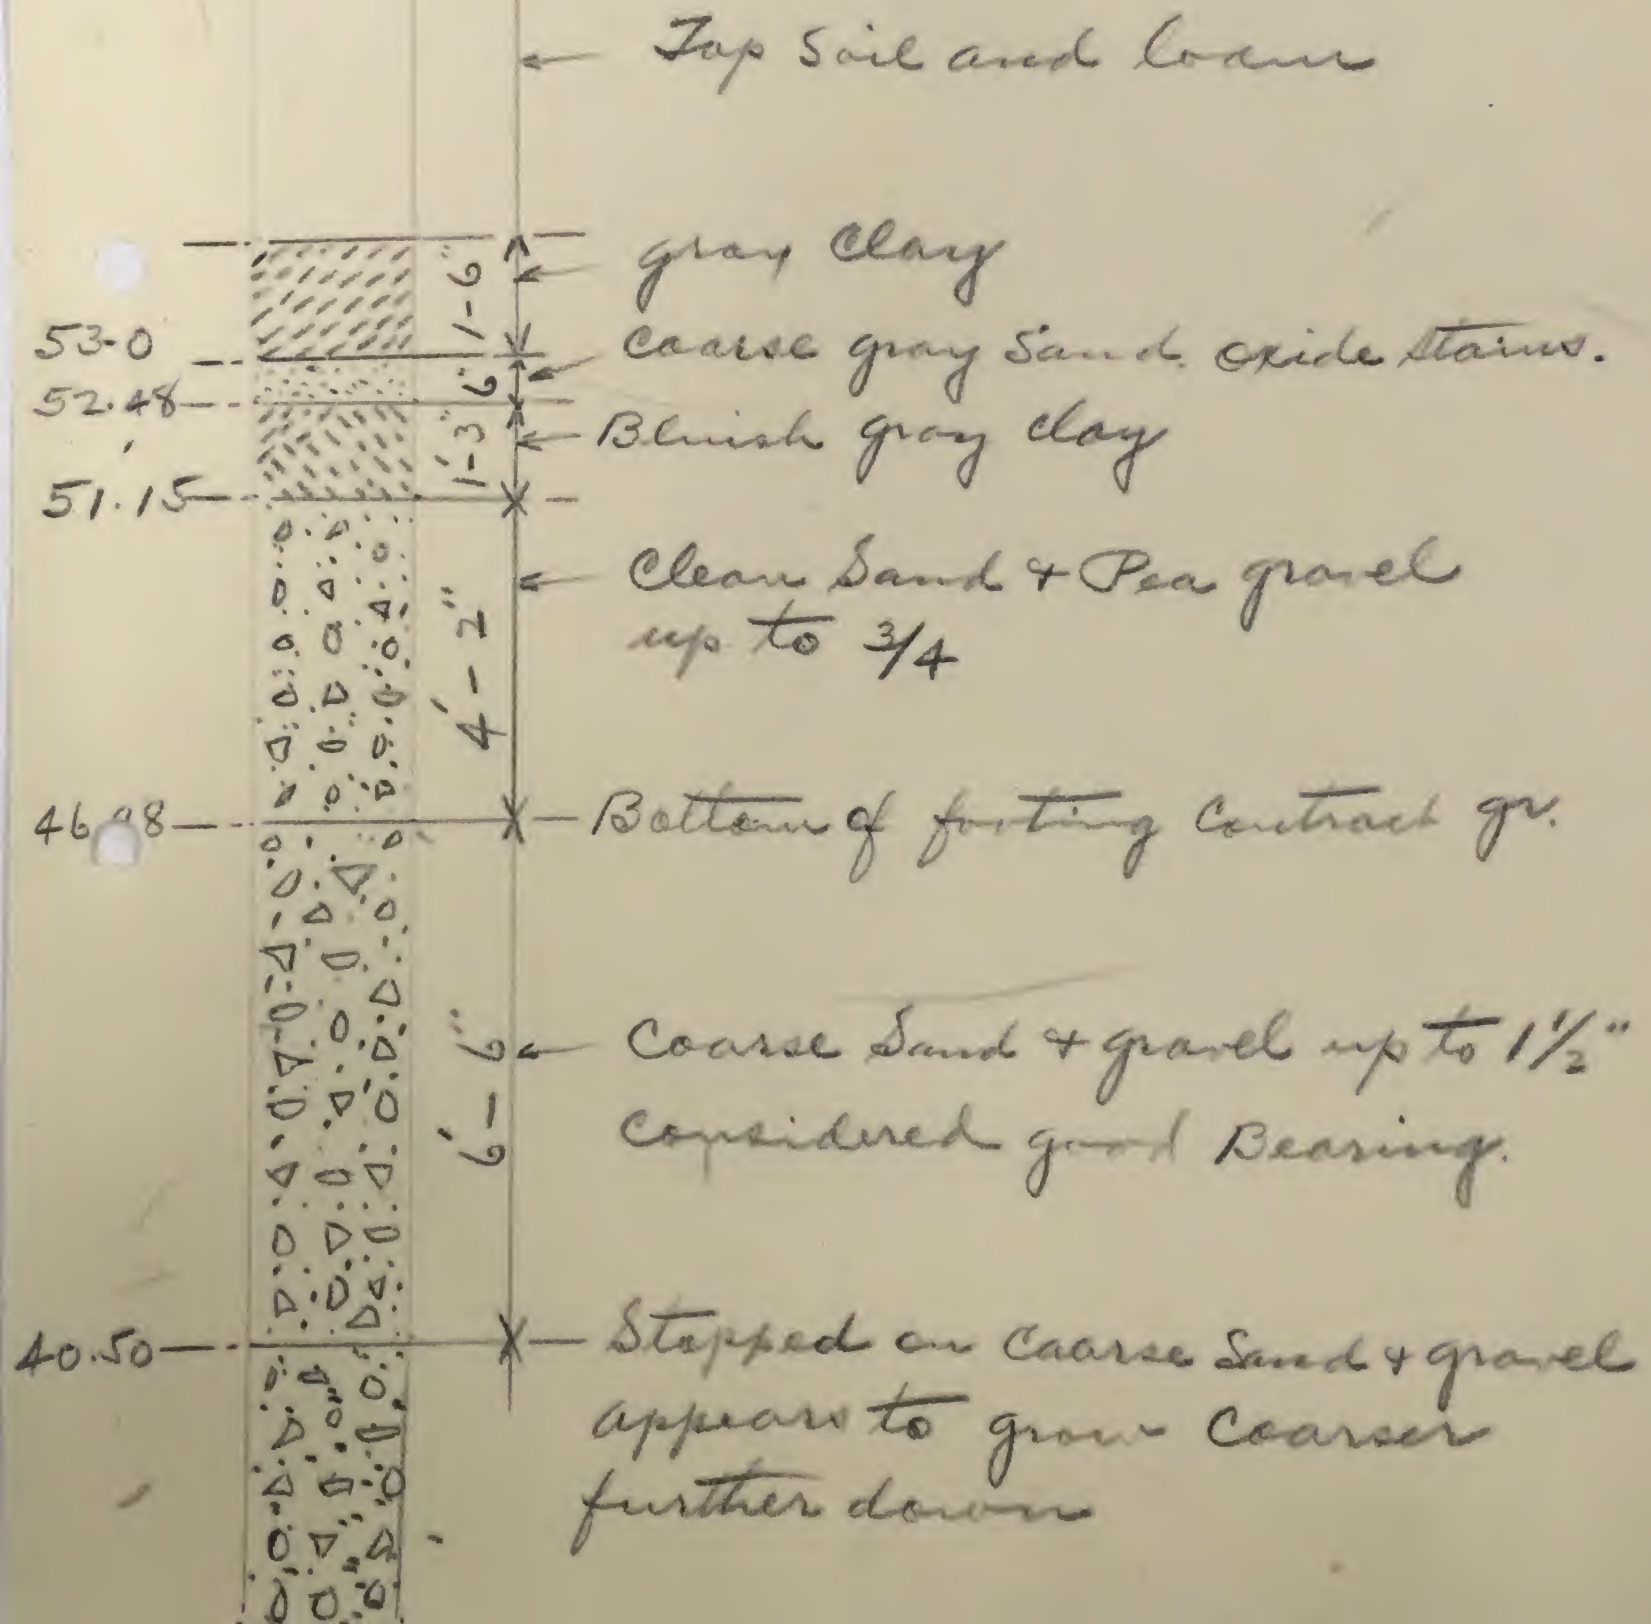 Top Soil and loam
gray Clay
1'-6"
53.0
Coarse gray Sand. oxide stains.
6"
52.48
Bluish gray clay
1'-3"
51.15
Clean Sand & Pea gravel
up to 3/4
4'-2"
Bottom of footing Contract gr.
Coarse Sand & gravel up to 1 1/2"
6'-6"
Considered good Bearing.
40.50
Stopped on Coarse Sand & gravel
appears to grow Coarser
further down